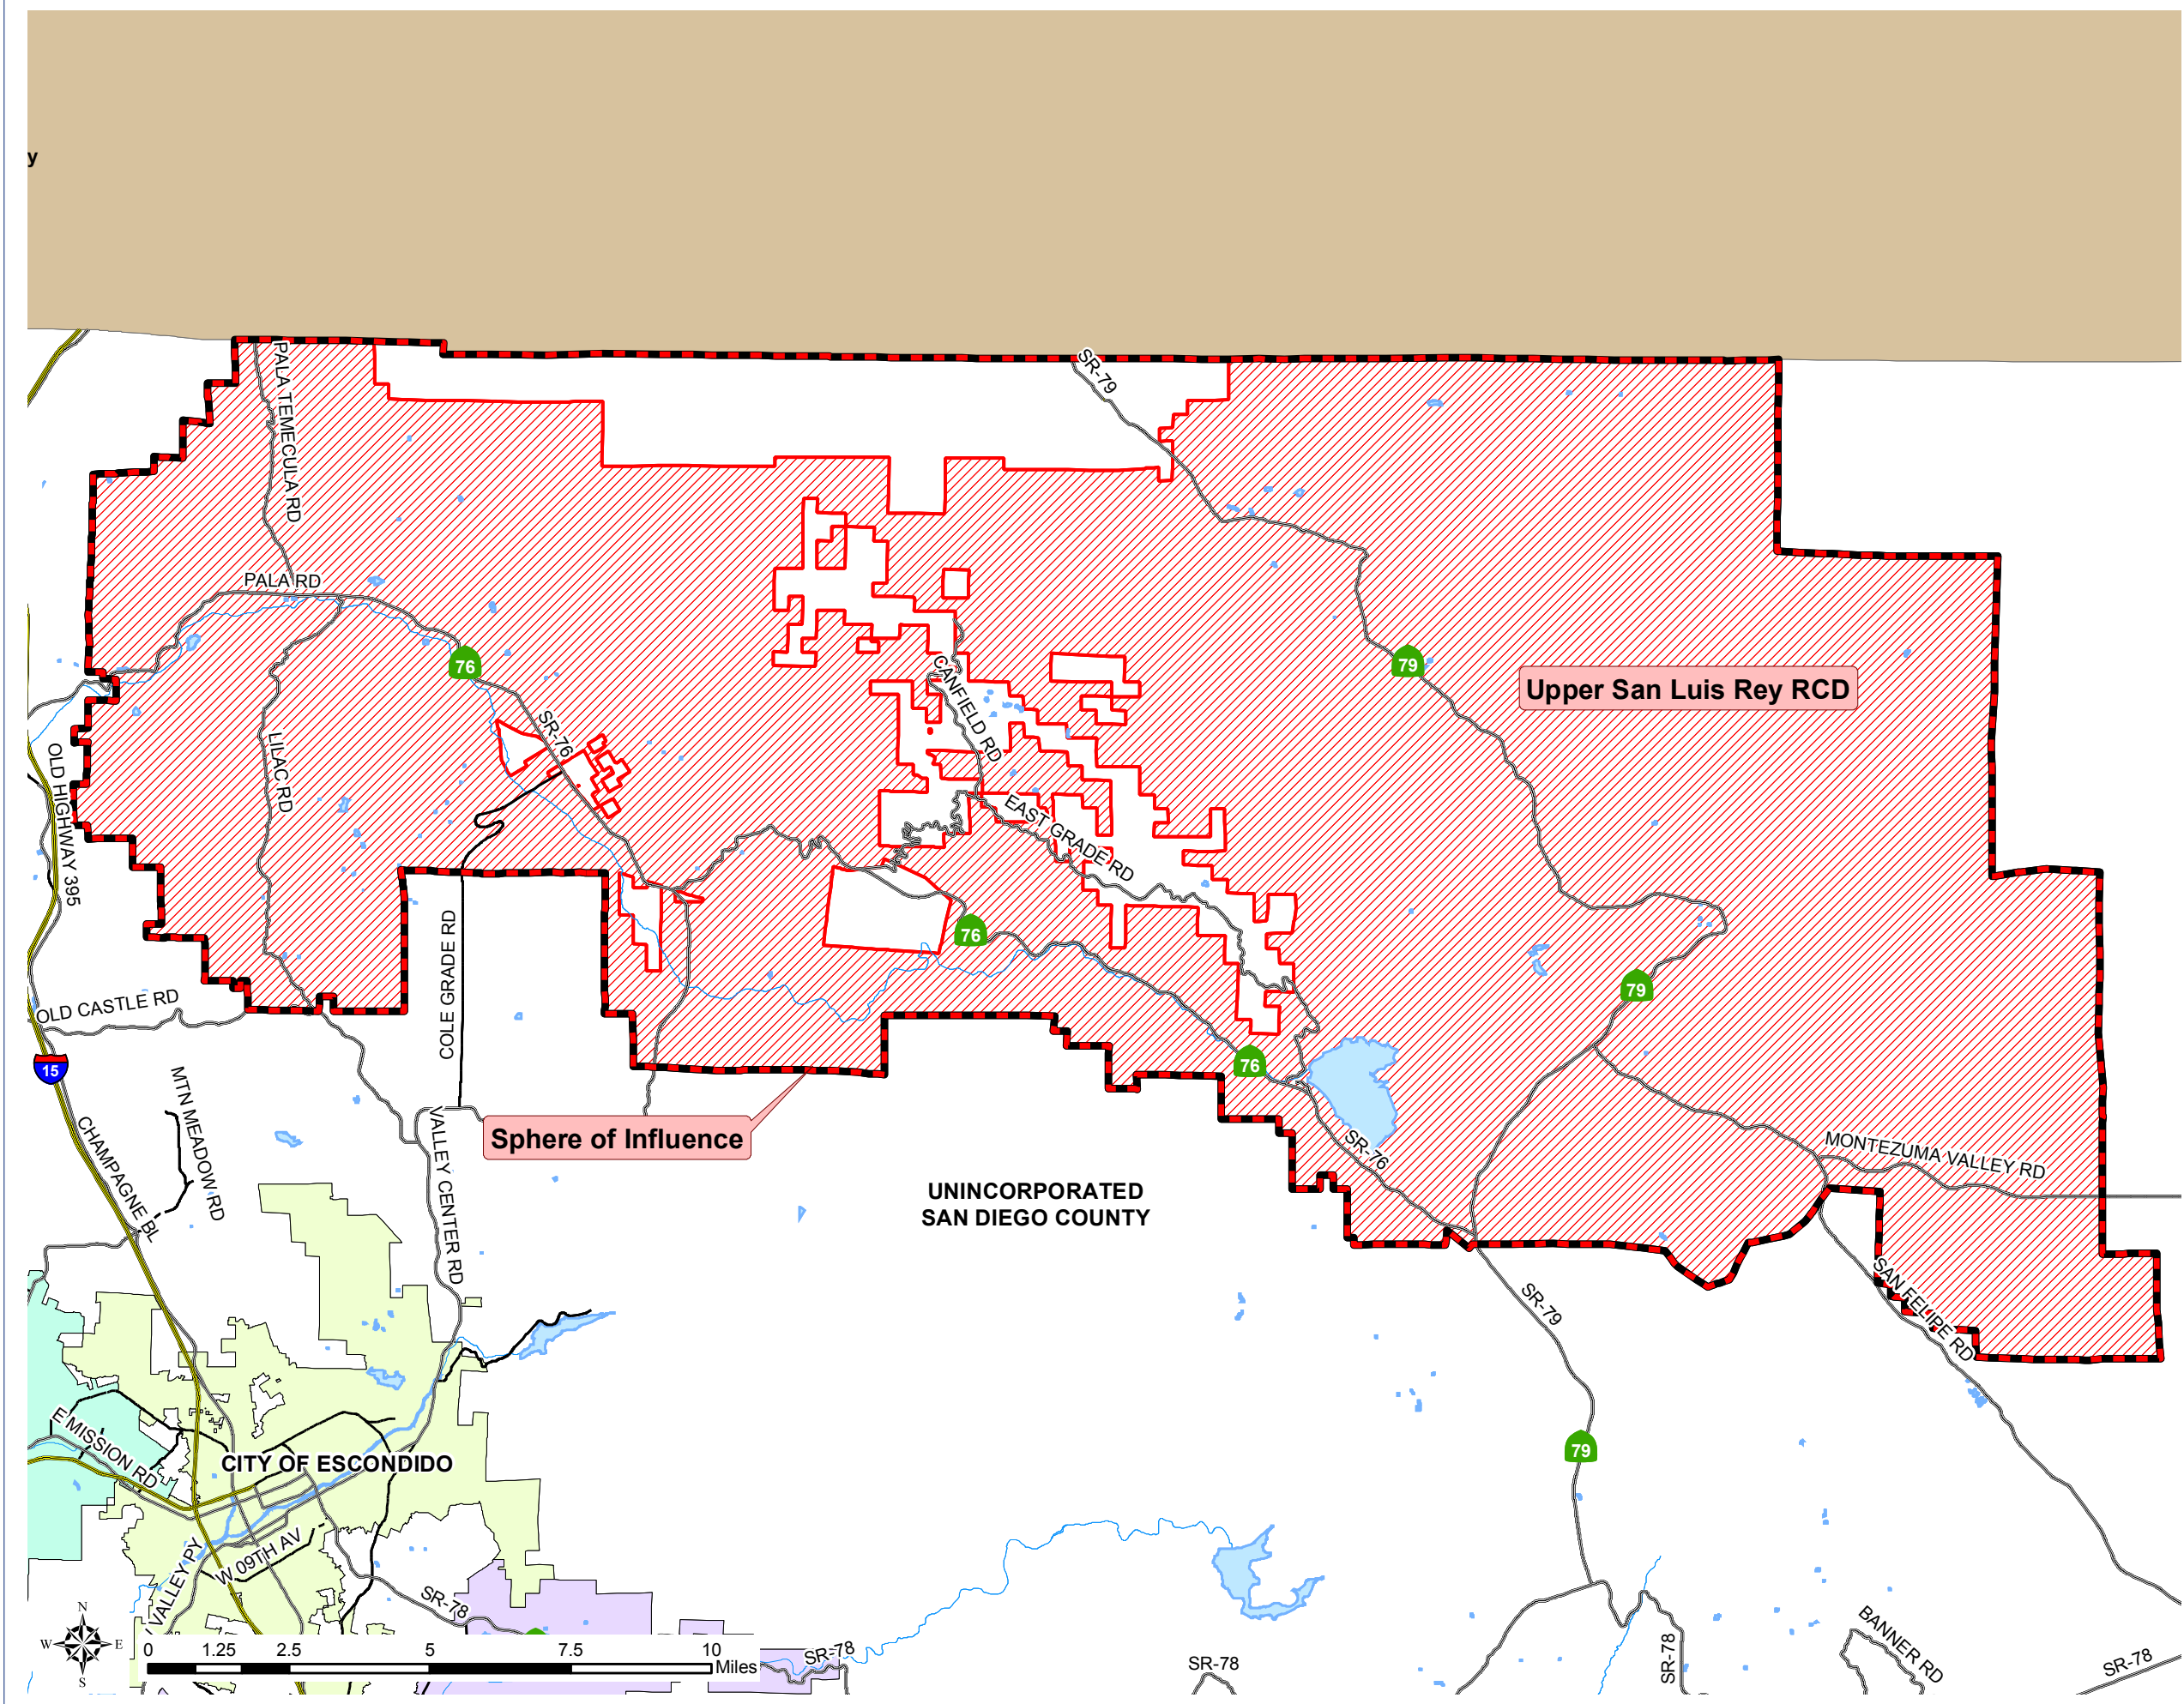 y
SR-79
PALA TEMECULA RD
PALA RD
76
79
Upper San Luis Rey RCD
CANFIELD RD
SR-76
LILAC RD
OLD HIGHWAY 395
EAST GRADE RD
COLE GRADE RD
76
79
OLD CASTLE RD
15
76
MTN MEADOW RD
CHAMPAGNE BL
VALLEY CENTER RD
Sphere of Influence
SR-76
MONTEZUMA VALLEY RD
UNINCORPORATED
SAN DIEGO COUNTY
SAN FELIPE RD
SR-79
E MISSION RD
CITY OF ESCONDIDO
79
W 09TH AV
VALLEY PY
SR-78
BANNER RD
SR-78
SR-78
SR-78
SR-78
N
W E
S
0 1.25 2.5 5 7.5 10
Miles